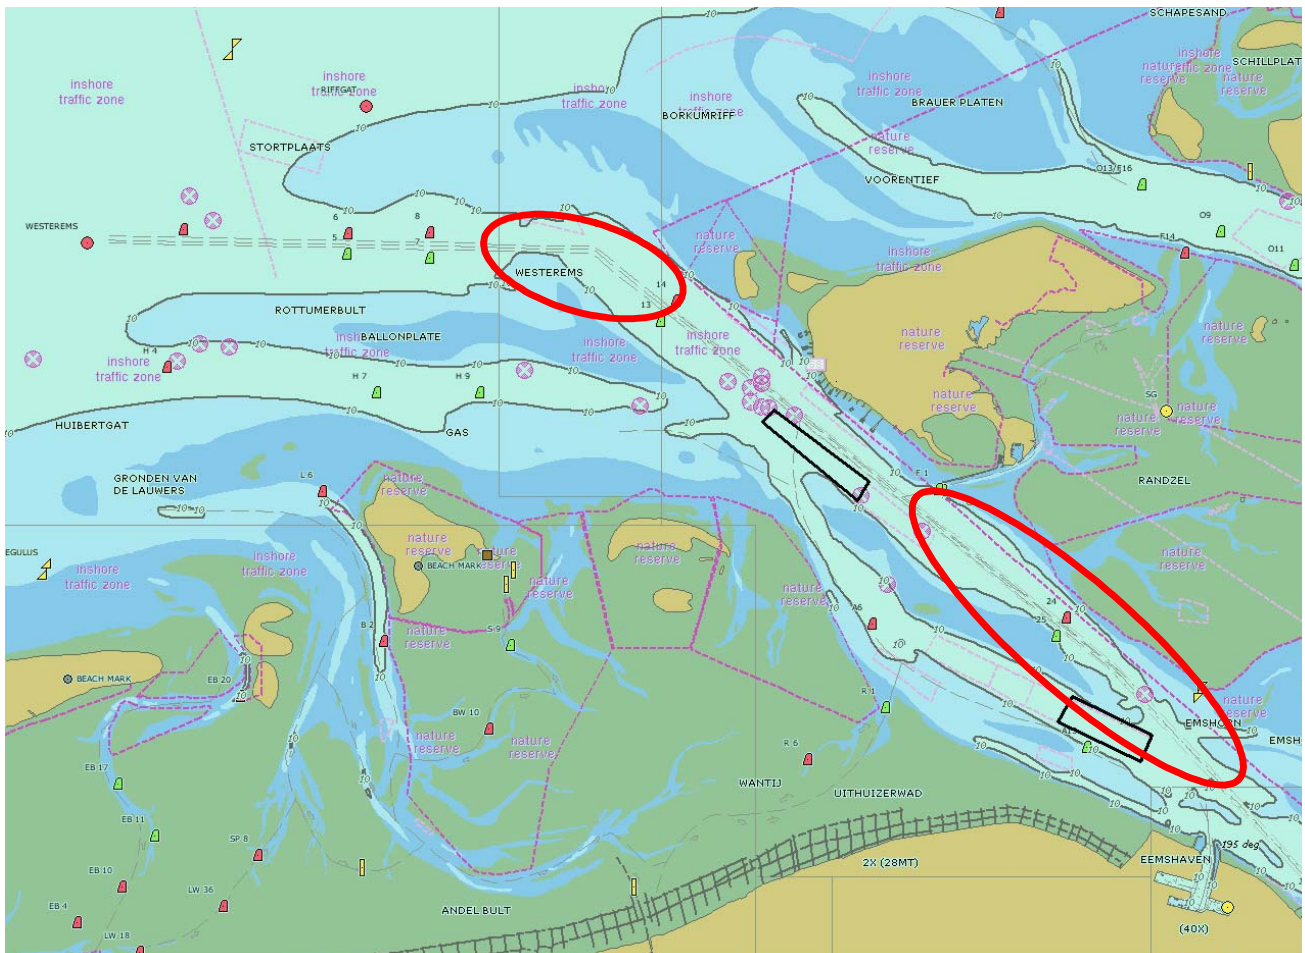 SCHAPESAND
inshore
traffic zone
nature
reserve
SCHILLPLAT
nature
reserve
inshore
traffic zone
RIFFGAT
inshore
traffic zone
inshore
traffic zone
inshore
traffic zone
inshore
traffic zone
BORKUMRIFF
BRAUER PLATEN
nature
reserve
STORTPLAATS
VOORENTIEF
O13/F16
WESTEREMS
6
8
5
7
O9
F14
O11
nature
reserve
inshore
traffic zone
WESTEREMS
14
13
ROTTUMERBULT
BALLONPLATE
inshore
traffic zone
inshore
traffic zone
inshore
traffic zone
nature
reserve
H 4
inshore
traffic zone
H 7
H 9
nature
reserve
SG
nature
reserve
nature
reserve
HUIBERTGAT
GAS
F 1
RANDZEL
GRONDEN VAN
DE LAUWERS
L 6
nature
reserve
EGULUS
inshore
traffic zone
inshore
traffic zone
nature
reserve
nature
reserve
BEACH MARK
nature
reserve
nature
reserve
nature
reserve
nature
reserve
A6
24
25
B 2
nature
reserve
S 9
BEACH MARK
EB 20
R 1
nature
reserve
EMSHORN
EMSH
BW 10
nature
reserve
nature
reserve
R 6
WANTIJ
UITHUIZERWAD
EB 17
EB 11
SP 8
195 deg
EEMSHAVEN
2X (28MT)
EB 10
LW 36
EB 4
ANDEL BULT
LW 18
(40X)